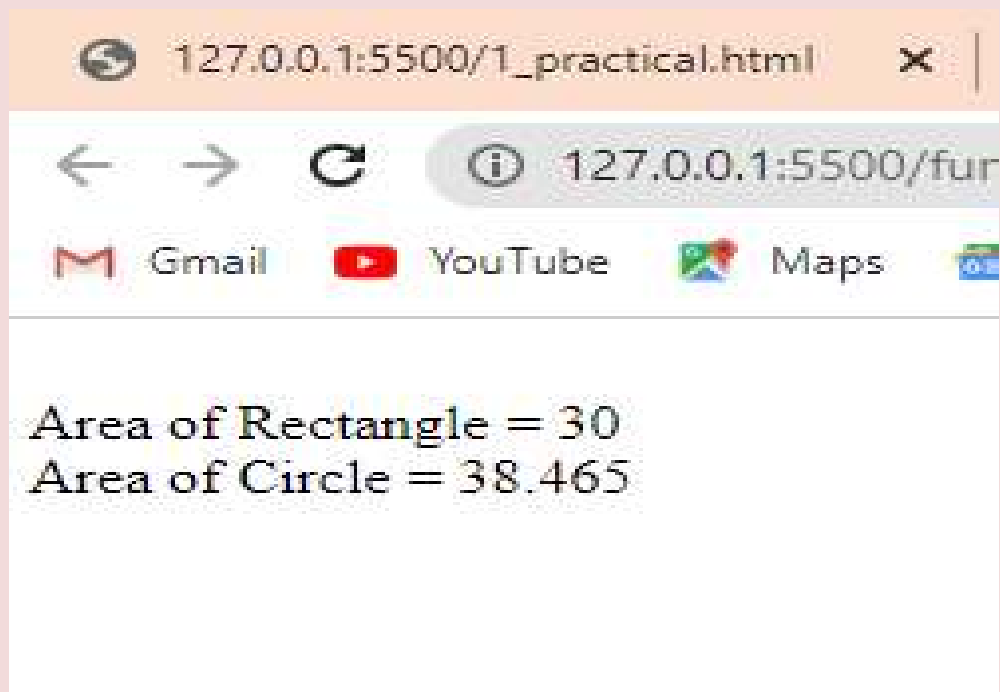 127.0.0.1:5500/1_practical.html
127.0.0.1:5500/fun
Gmail YouTube Maps
Area of Rectangle = 30
Area of Circle = 38.465